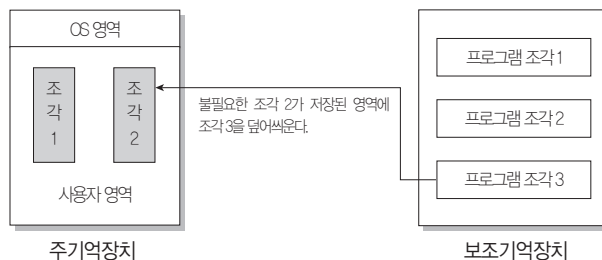 OS 영역
조
각
1
조
각
2
사용자 영역
주기억장치
불필요한 조각 2가 저장된 영역에
조각 3을 덮어씌운다.
프로그램 조각 1
프로그램 조각 2
프로그램 조각 3
보조기억장치